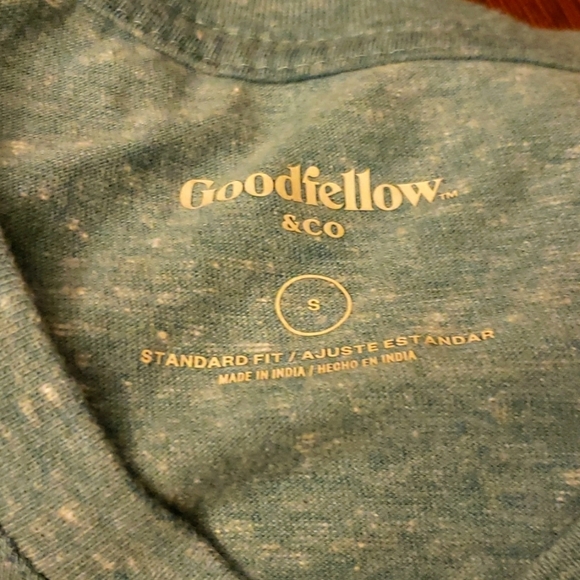 Goodfellow™
&CO
S
STANDARD FIT / AJUSTE ESTANDAR
MADE IN INDIA / HECHO EN INDIA